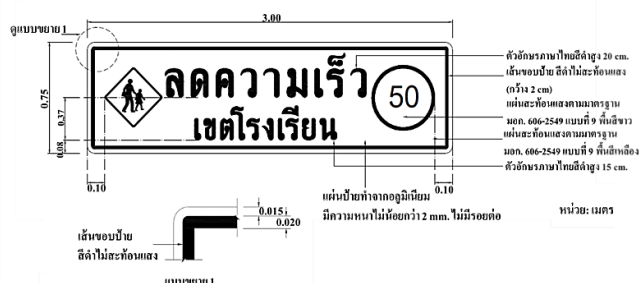 3.00
ดูแบบขยาย 1
ลดความเร็ว
50
เขตโรงเรียน
0.75
0.37
0.08
0.10
0.10
ตัวอักษรภาษาไทยสีดำสูง 20 cm.
เส้นขอบป้าย สีดำไม่สะท้อนแสง
(กว้าง 2 cm)
แผ่นสะท้อนแสงตามมาตรฐาน
มอก. 606-2549 แบบที่ 9 พื้นสีขาว
แผ่นสะท้อนแสงตามมาตรฐาน
มอก. 606-2549 แบบที่ 9 พื้นสีเหลือง
ตัวอักษรภาษาไทยสีดำสูง 15 cm.
แผ่นป้ายทำจากอลูมิเนียม
มีความหนาไม่น้อยกว่า 2 mm. ไม่มีรอยต่อ
หน่วย: เมตร
0.015
0.020
เส้นขอบป้าย
สีดำไม่สะท้อนแสง
แบบขยาย 1